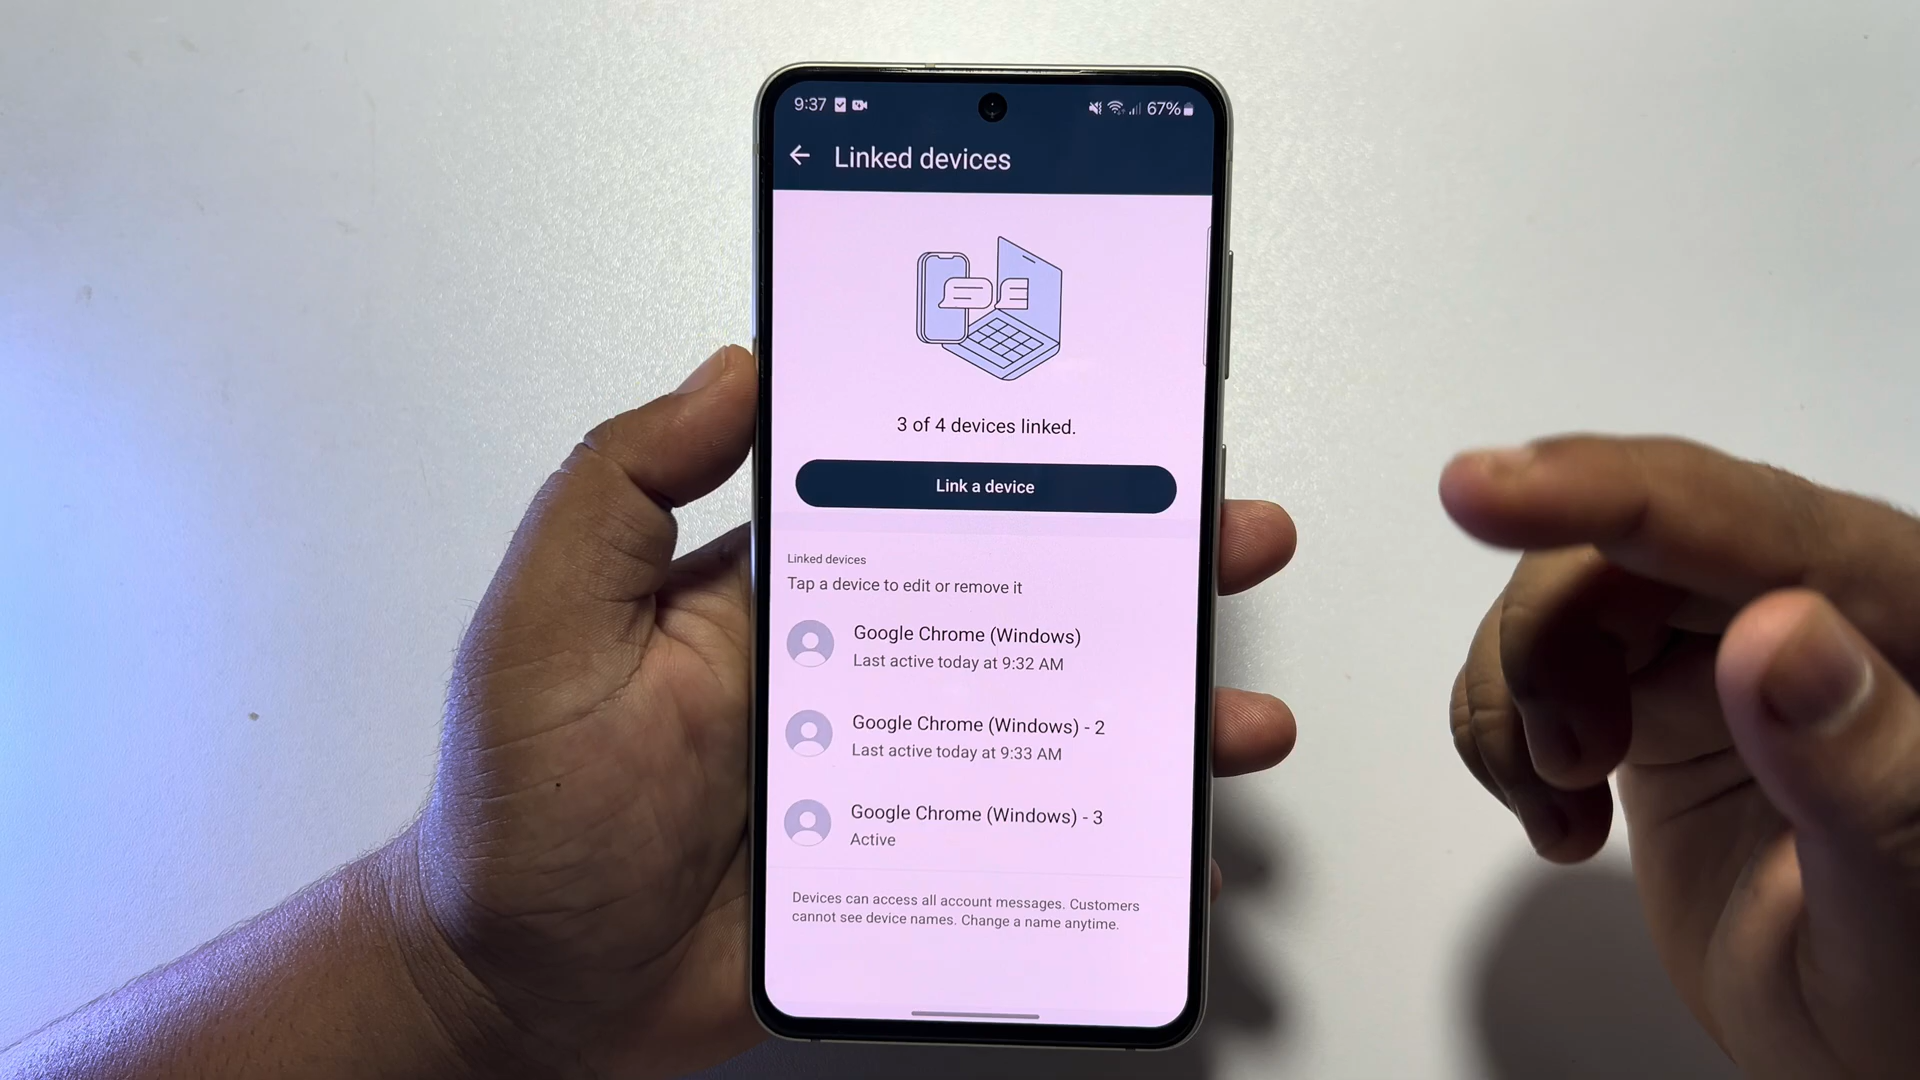 9:37
67%
Linked devices
3 of 4 devices linked.
Link a device
Linked devices
Tap a device to edit or remove it
Google Chrome (Windows)
Last active today at 9:32 AM
Google Chrome (Windows) - 2
Last active today at 9:33 AM
Google Chrome (Windows) - 3
Active
Devices can access all account messages. Customers
cannot see device names. Change a name anytime.